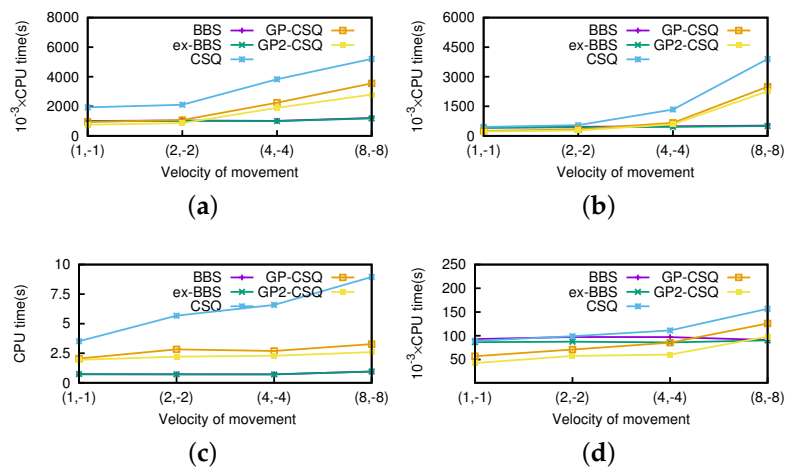 8000
6000
4000
2000
0
10⁻³×CPU time(s)
BBS
ex-BBS
CSQ
GP-CSQ
GP2-CSQ
(1,-1) (2,-2) (4,-4) (8,-8)
Velocity of movement
(a)
6000
4500
3000
1500
0
10⁻³×CPU time(s)
BBS
ex-BBS
CSQ
GP-CSQ
GP2-CSQ
(1,-1) (2,-2) (4,-4) (8,-8)
Velocity of movement
(b)
10
7.5
5
2.5
0
CPU time(s)
BBS
ex-BBS
CSQ
GP-CSQ
GP2-CSQ
(1,-1) (2,-2) (4,-4) (8,-8)
Velocity of movement
(c)
250
200
150
100
50
10⁻³×CPU time(s)
BBS
ex-BBS
CSQ
GP-CSQ
GP2-CSQ
(1,-1) (2,-2) (4,-4) (8,-8)
Velocity of movement
(d)